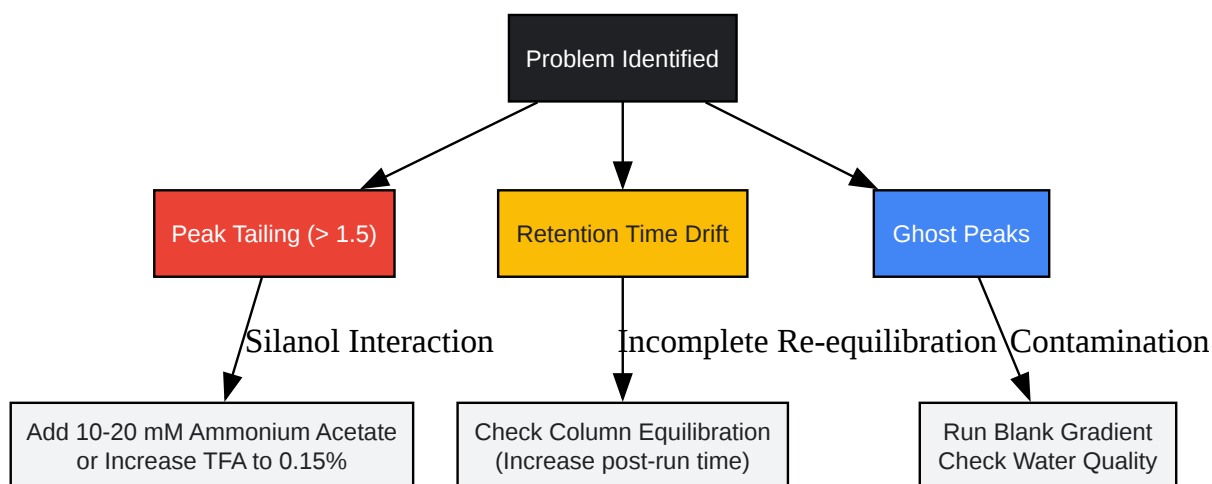 Problem Identified
Peak Tailing (> 1.5)
Retention Time Drift
Ghost Peaks
Silanol Interaction
Incomplete Re-equilibration
Contamination
Add 10-20 mM Ammonium Acetate
or Increase TFA to 0.15%
Check Column Equilibration
(Increase post-run time)
Run Blank Gradient
Check Water Quality